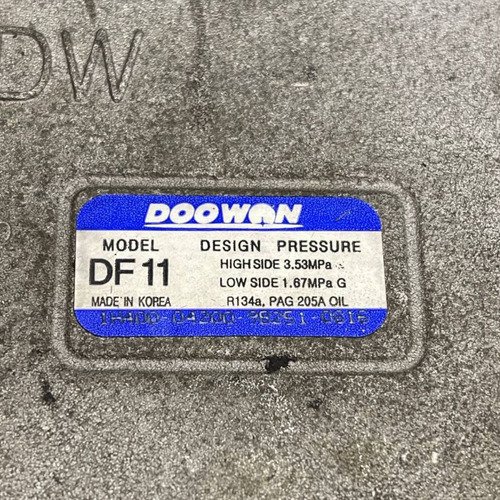 DW
DOOWON
MODEL DESIGN PRESSURE
DF 11 HIGH SIDE 3.53MPa
LOW SIDE 1.67MPa G
MADE IN KOREA R134a, PAG 205A OIL